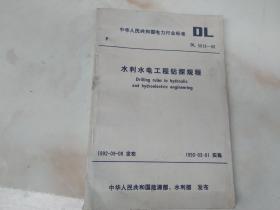 中华人民共和国电力行业标准 DL
P
DL 5013—92
水利水电工程钻探规程
Drilling rules in hydraulic
and hydroelectric engineering
1992-09-08 发布
1993-03-01 实施
中华人民共和国能源部、水利部 发布